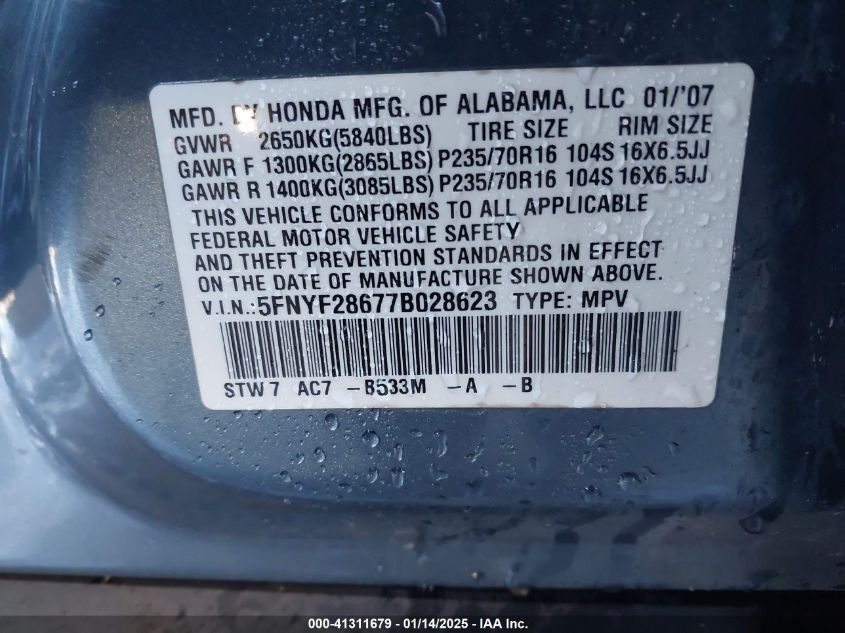 MFD. BY HONDA MFG. OF ALABAMA, LLC 01/'07
GVWR 2650KG(5840LBS) TIRE SIZE RIM SIZE
GAWR F 1300KG(2865LBS) P235/70R16 104S 16X6.5JJ
GAWR R 1400KG(3085LBS) P235/70R16 104S 16X6.5JJ
THIS VEHICLE CONFORMS TO ALL APPLICABLE
FEDERAL MOTOR VEHICLE SAFETY
AND THEFT PREVENTION STANDARDS IN EFFECT
ON THE DATE OF MANUFACTURE SHOWN ABOVE.
V.I.N.:5FNYF28677B028623 TYPE: MPV
STW7 AC7 -B533M -A -B
000-41311679 - 01/14/2025 - IAA Inc.